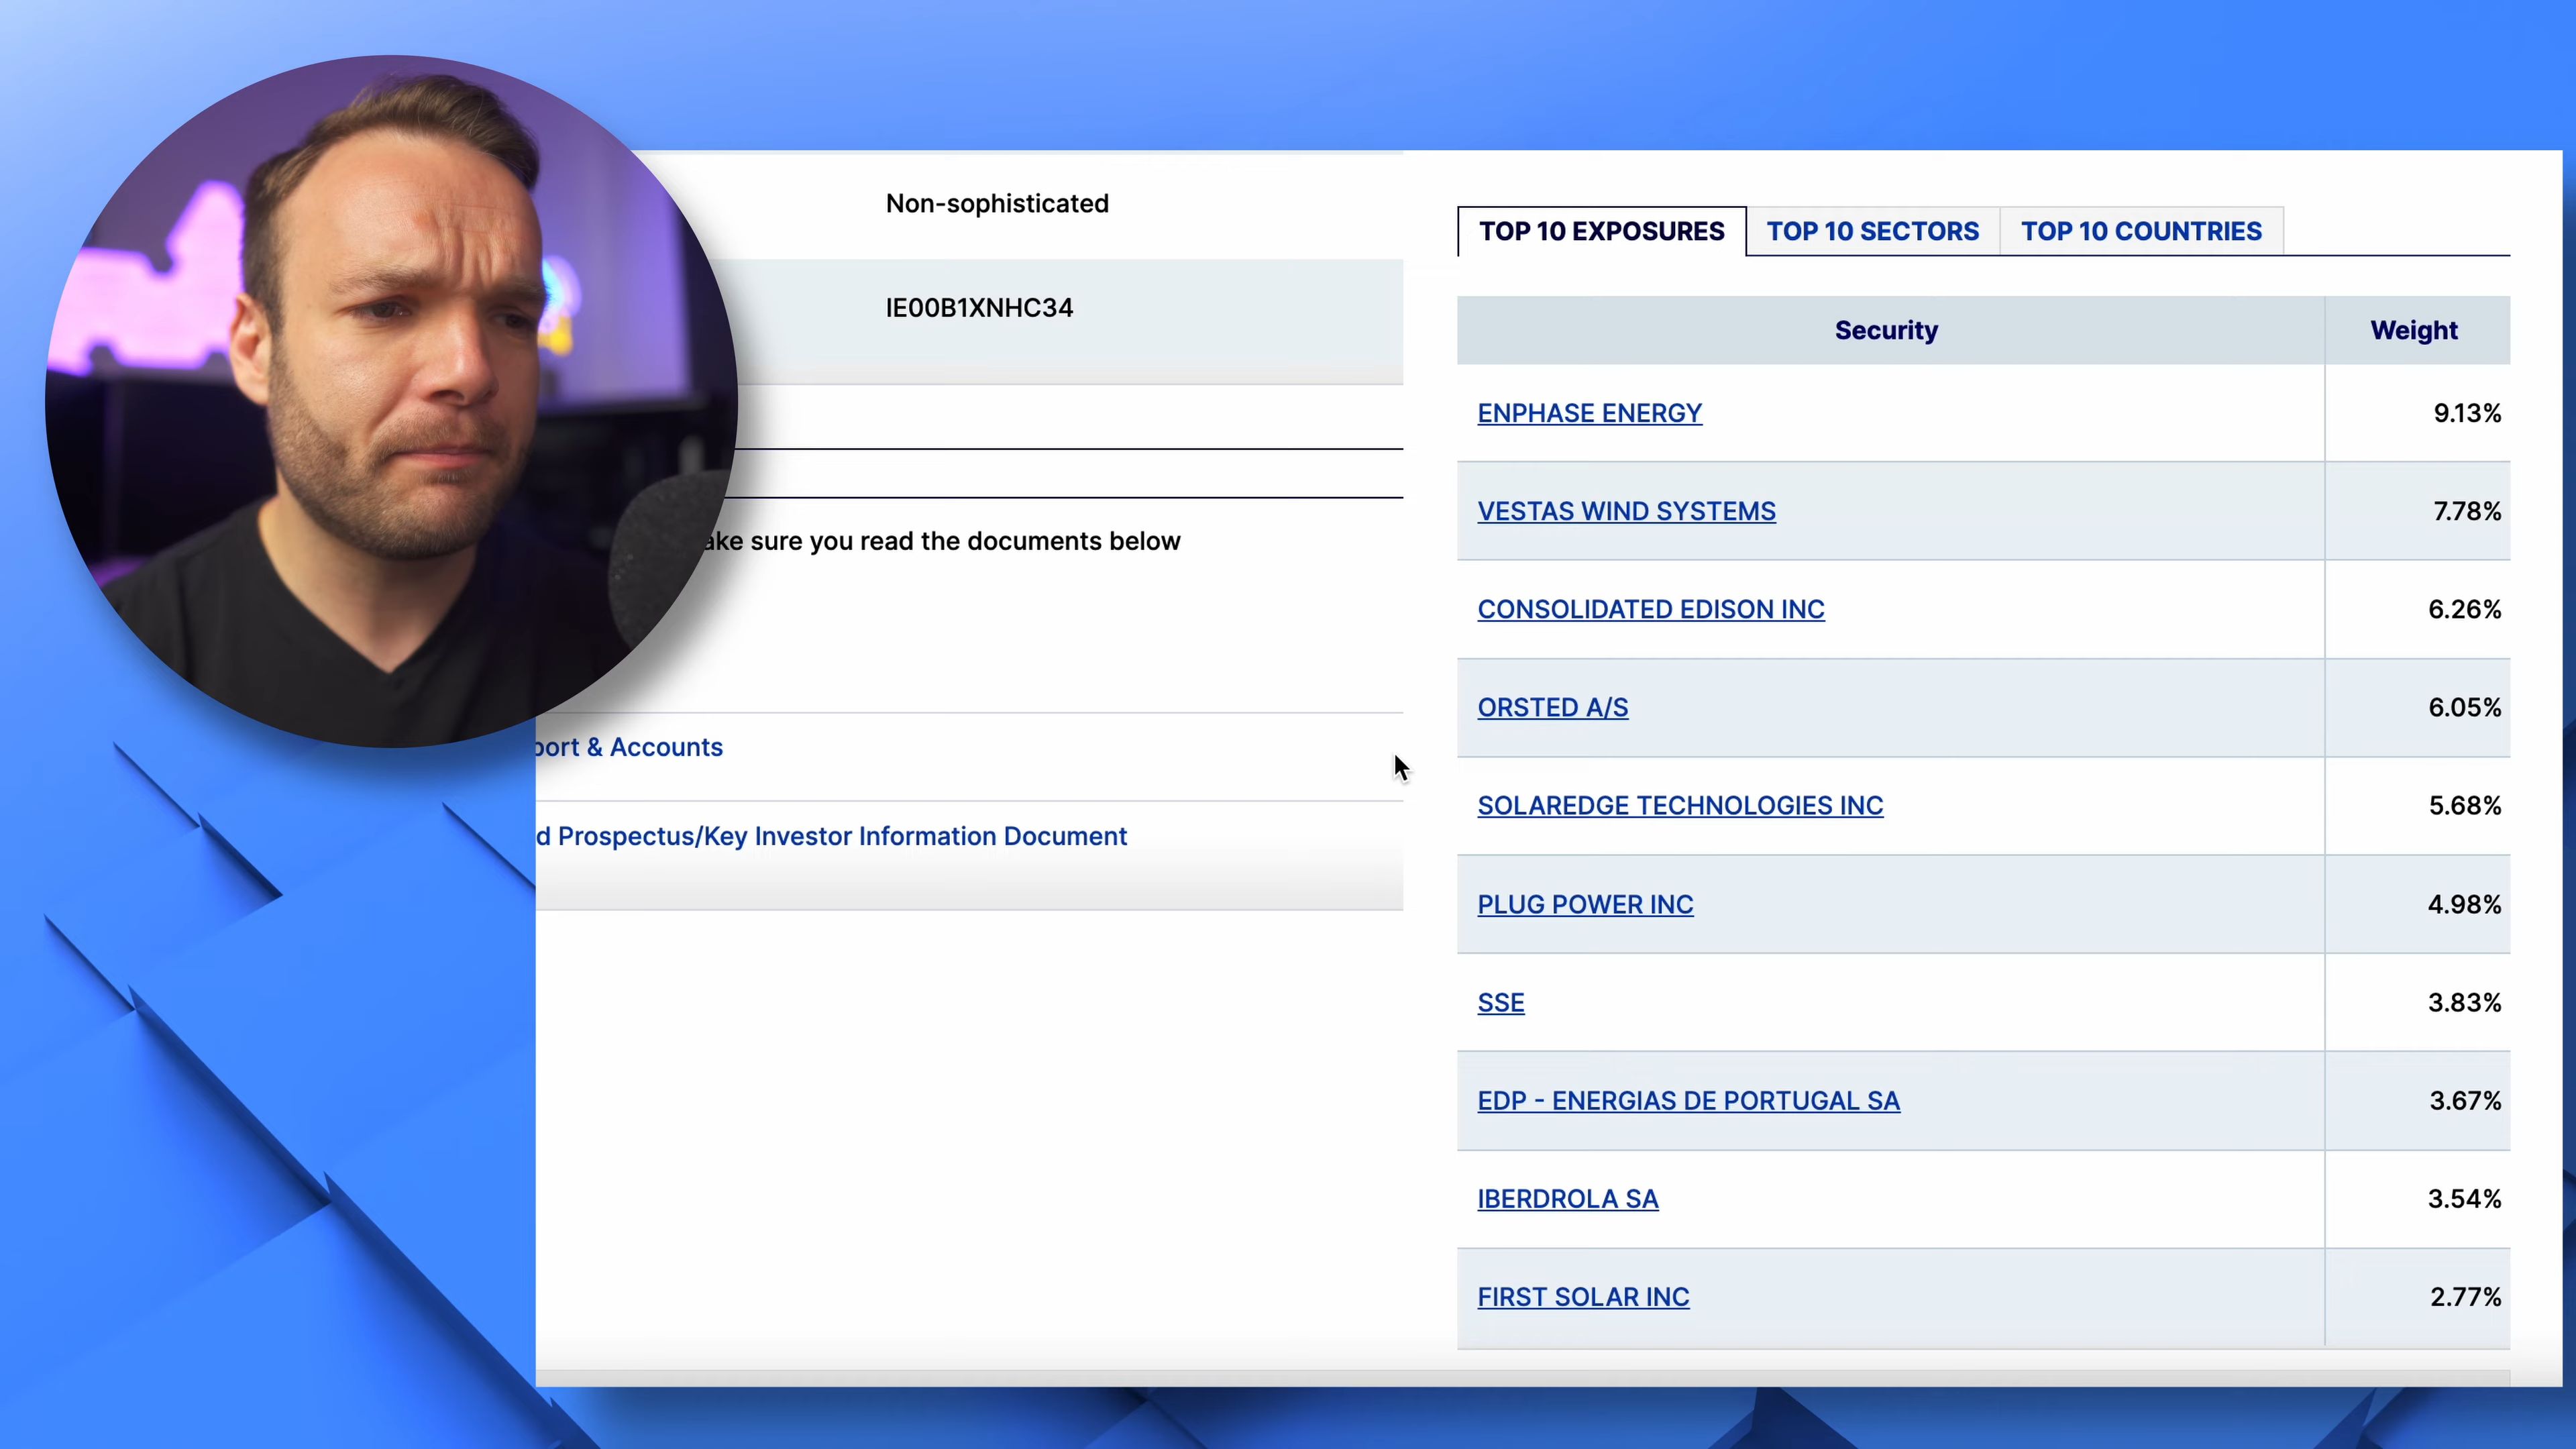 Non-sophisticated
IE00B1XNHC34
sure you read the documents below
& Accounts
Prospectus/Key Investor Information Document
TOP 10 EXPOSURES TOP 10 SECTORS TOP 10 COUNTRIES
Security Weight
ENPHASE ENERGY 9.13%
VESTAS WIND SYSTEMS 7.78%
CONSOLIDATED EDISON INC 6.26%
ORSTED A/S 6.05%
SOLAREDGE TECHNOLOGIES INC 5.68%
PLUG POWER INC 4.98%
SSE 3.83%
EDP - ENERGIAS DE PORTUGAL SA 3.67%
IBERDROLA SA 3.54%
FIRST SOLAR INC 2.77%